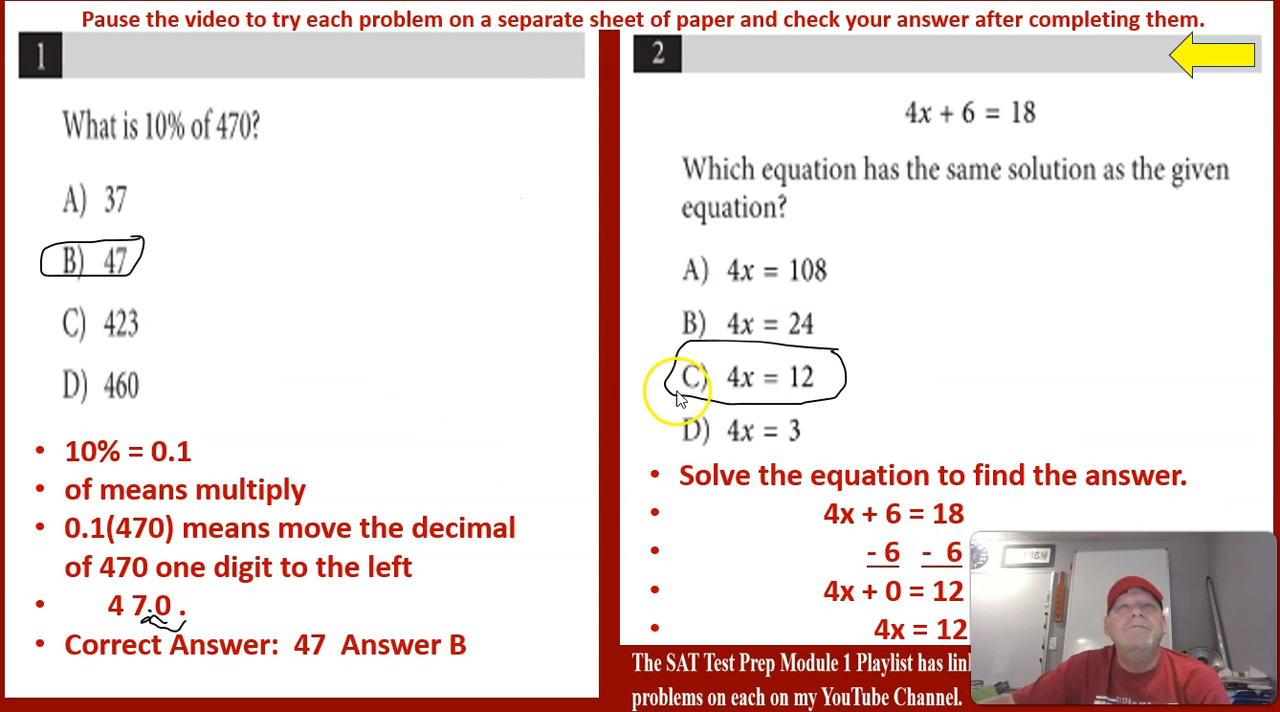 Pause the video to try each problem on a separate sheet of paper and check your answer after completing them.
1
What is 10% of 470?
A) 37
B) 47
C) 423
D) 460
• 10% = 0.1
• of means multiply
• 0.1(470) means move the decimal
of 470 one digit to the left
• 4 7.0 .
• Correct Answer: 47 Answer B
2
4x + 6 = 18
Which equation has the same solution as the given
equation?
A) 4x = 108
B) 4x = 24
C) 4x = 12
D) 4x = 3
• Solve the equation to find the answer.
• 4x + 6 = 18
• - 6 - 6
• 4x + 0 = 12
• 4x = 12
The SAT Test Prep Module 1 Playlist has
problems on each on my YouTube Channel.